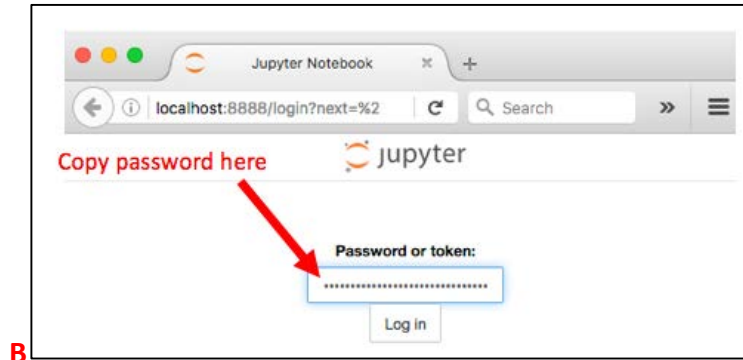 Jupyter Notebook
localhost:8888/login?next=%2 Search
Copy password here
jupyter
Password or token:
Log in
B